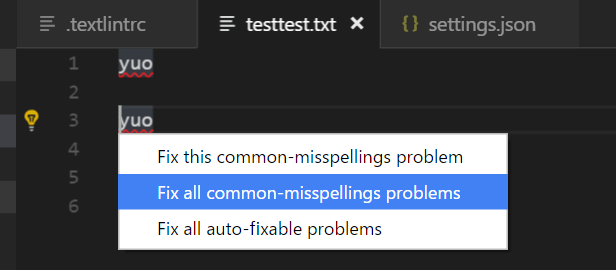 .textlintrc testtest.txt settings.json
1 yuo
2
3 yuo
4 Fix this common-misspellings problem
5 Fix all common-misspellings problems
6 Fix all auto-fixable problems